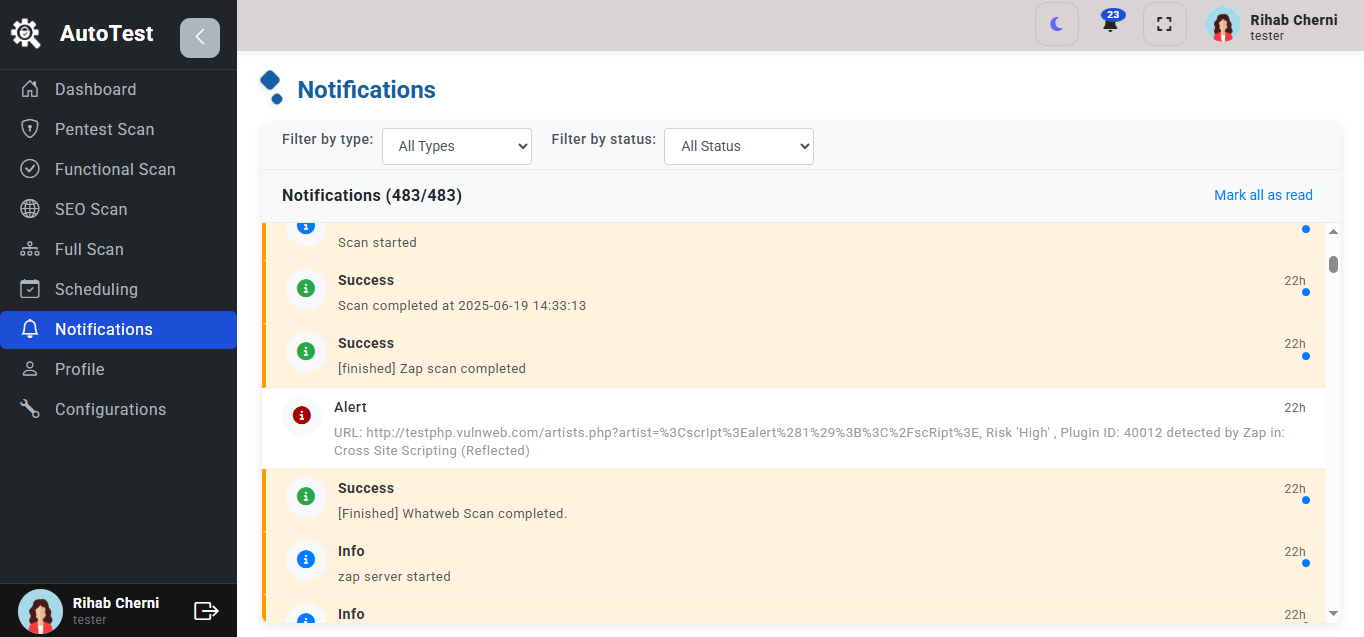 AutoTest
23
Rihab Cherni
tester
Dashboard
Pentest Scan
Functional Scan
SEO Scan
Full Scan
Scheduling
Notifications
Profile
Configurations
Rihab Cherni
tester
Notifications
Filter by type:
All Types
Filter by status:
All Status
Notifications (483/483)
Mark all as read
Scan started
Success
22h
Scan completed at 2025-06-19 14:33:13
Success
22h
[finished] Zap scan completed
Alert
22h
URL: http://testphp.vulnweb.com/artists.php?artist=%3CscrIpt%3Ealert%281%29%3B%3C%2FscRipt%3E, Risk 'High' , Plugin ID: 40012 detected by Zap in:
Cross Site Scripting (Reflected)
Success
22h
[Finished] Whatweb Scan completed.
Info
22h
zap server started
Info
22h